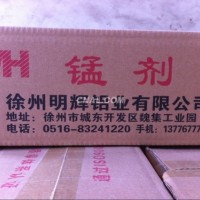 H 锰剂
徐州明辉铝业有限公司
地址：徐州市城东开发区魏集工业园
电话：0516-83241220 手机：1377677